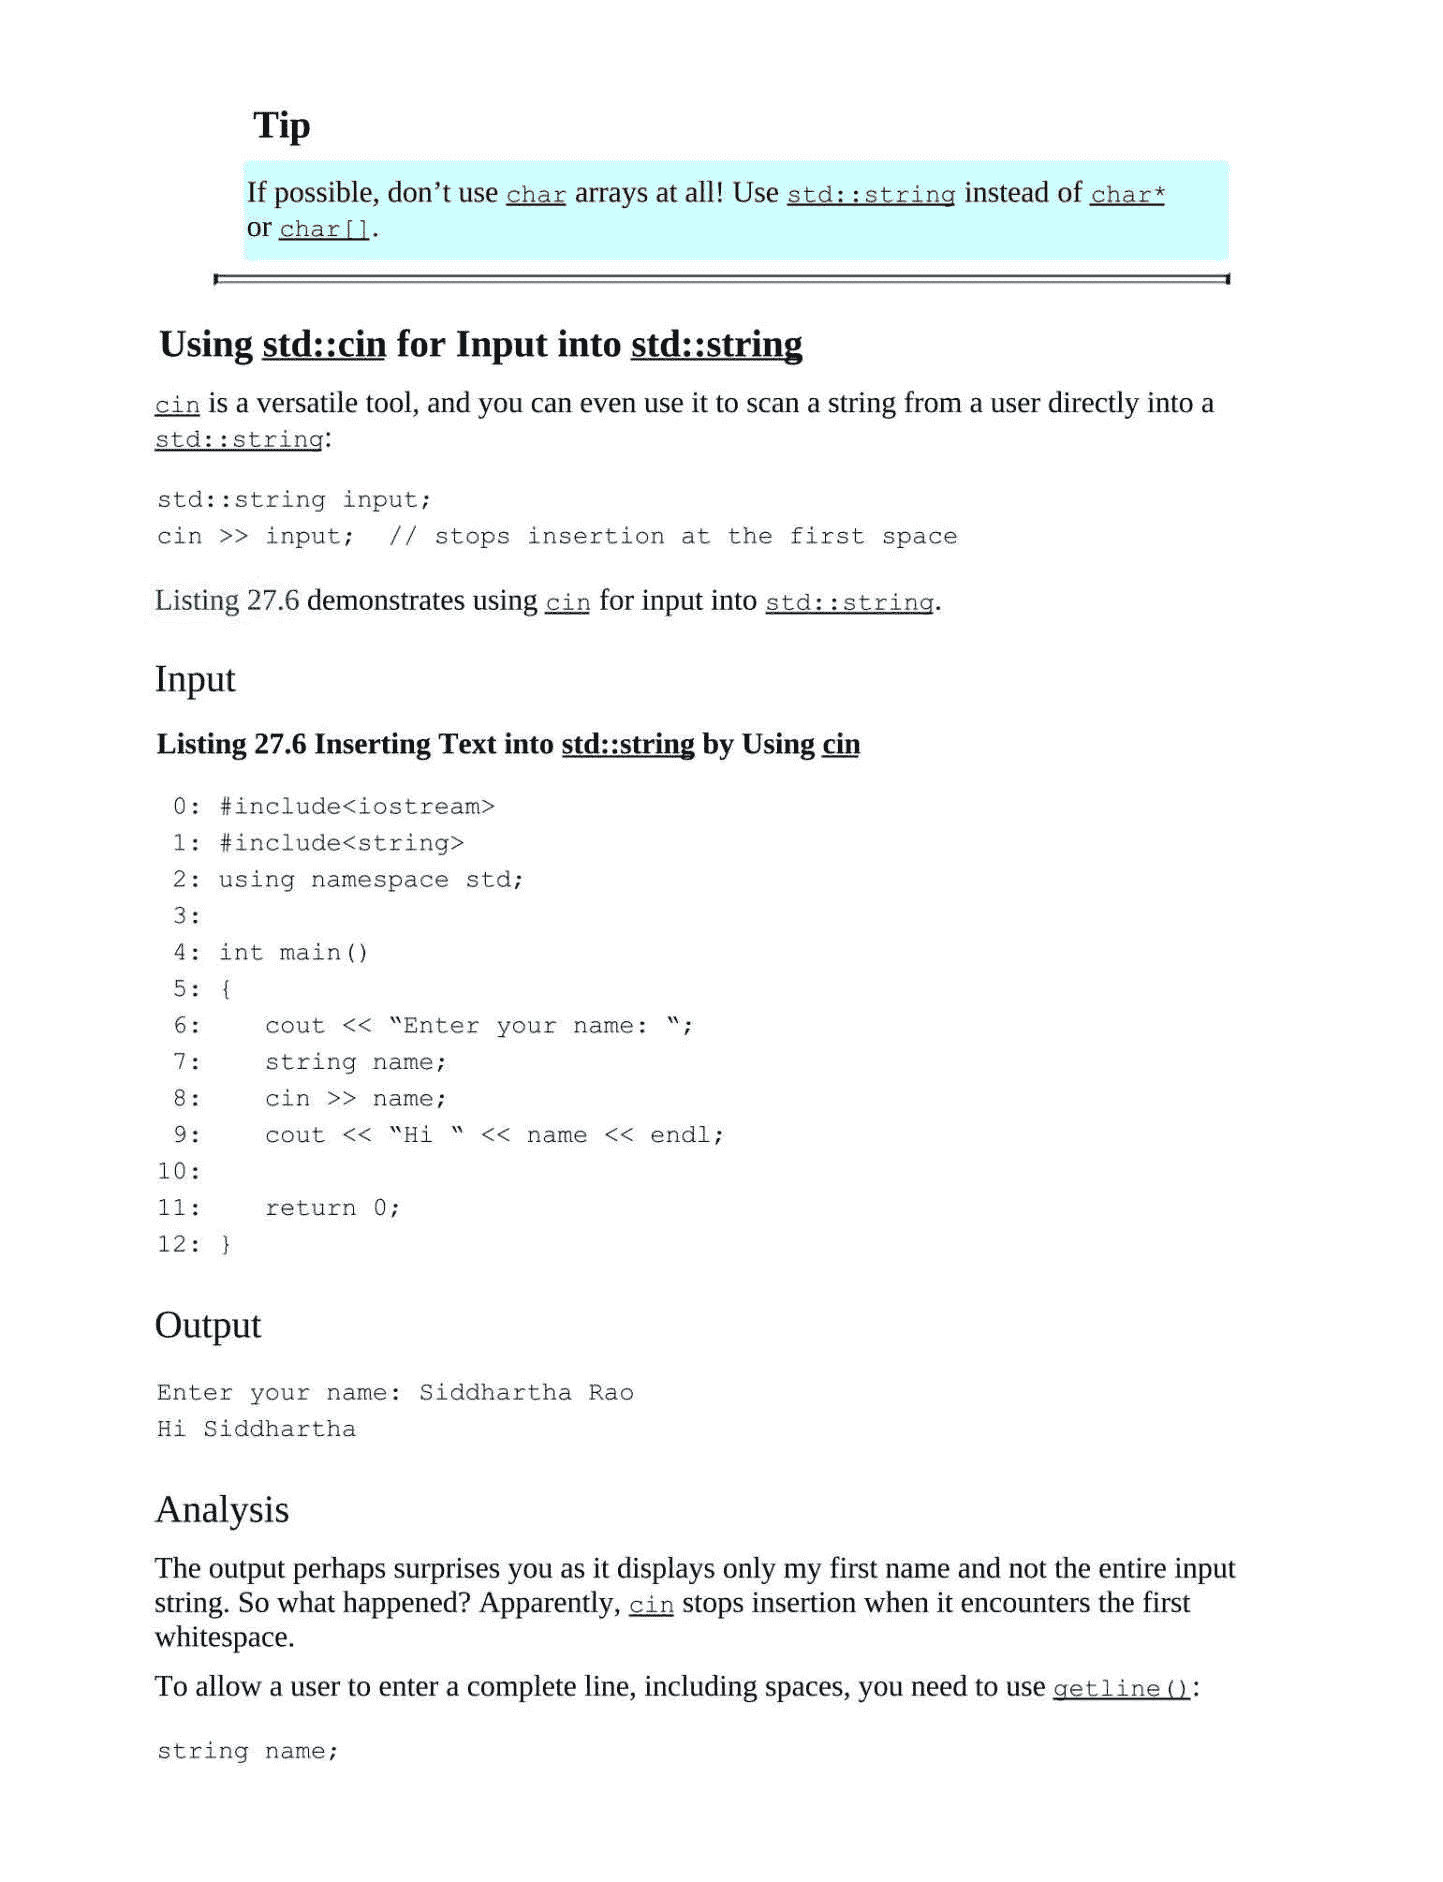 Tip
If possible, don’t use char arrays at all! Use std::string instead of char*
or char[].
Using std::cin for Input into std::string
cin is a versatile tool, and you can even use it to scan a string from a user directly into a
std::string:
std::string input;
cin >> input;  // stops insertion at the first space
Listing 27.6 demonstrates using cin for input into std::string.
Input
Listing 27.6 Inserting Text into std::string by Using cin
0: #include<iostream>
1: #include<string>
2: using namespace std;
3:
4: int main()
5: {
6:    cout << “Enter your name: “;
7:    string name;
8:    cin >> name;
9:    cout << “Hi “ << name << endl;
10:
11:    return 0;
12: }
Output
Enter your name: Siddhartha Rao
Hi Siddhartha
Analysis
The output perhaps surprises you as it displays only my first name and not the entire input
string. So what happened? Apparently, cin stops insertion when it encounters the first
whitespace.
To allow a user to enter a complete line, including spaces, you need to use getline():
string name;